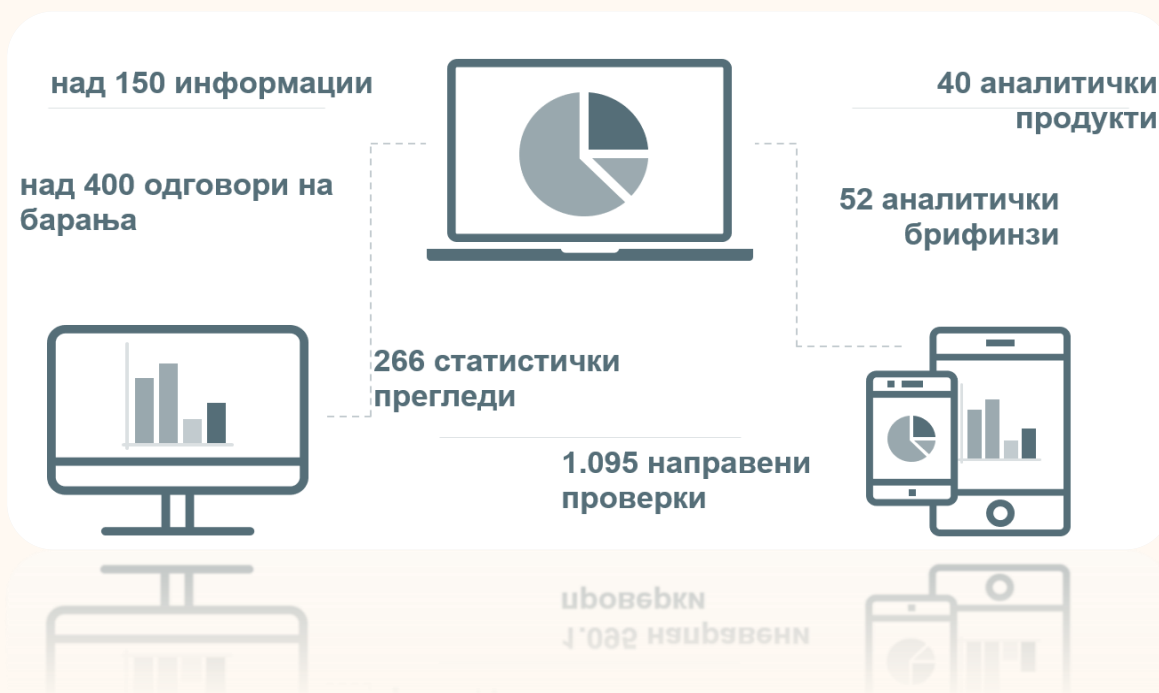 над 150 информации
40 аналитички
продукти
над 400 одговори на
барања
52 аналитички
брифинзи
266 статистички
прегледи
1.095 направени
проверки